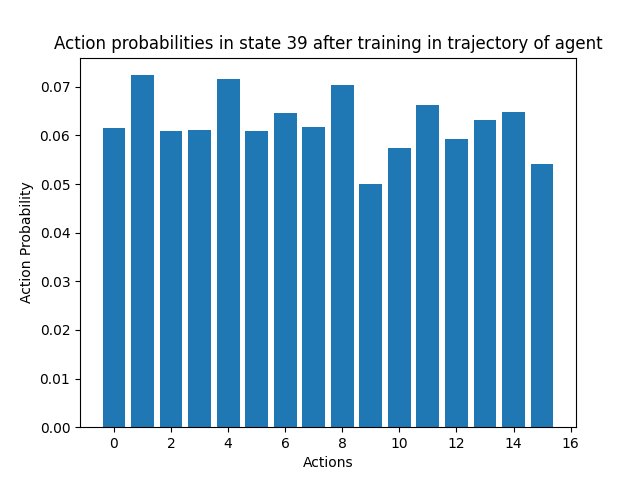 Action probabilities in state 39 after training in trajectory of agent
0.07
0.06
0.05
0.04
0.03
0.02
0.01
0.00
Action Probability
0 2 4 6 8 10 12 14 16
Actions